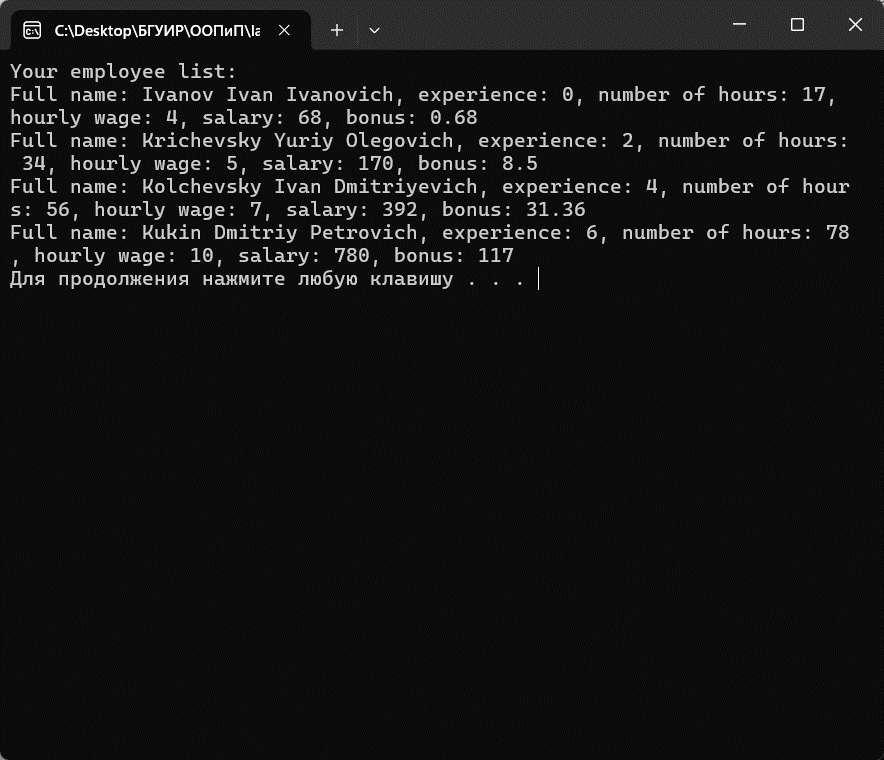 C:\Desktop\БГУИР\ООПиП\la
Your employee list:
Full name: Ivanov Ivan Ivanovich, experience: 0, number of hours: 17,
hourly wage: 4, salary: 68, bonus: 0.68
Full name: Krichevsky Yuriy Olegovich, experience: 2, number of hours:
 34, hourly wage: 5, salary: 170, bonus: 8.5
Full name: Kolchevsky Ivan Dmitriyevich, experience: 4, number of hour
s: 56, hourly wage: 7, salary: 392, bonus: 31.36
Full name: Kukin Dmitriy Petrovich, experience: 6, number of hours: 78
, hourly wage: 10, salary: 780, bonus: 117
Для продолжения нажмите любую клавишу . . .